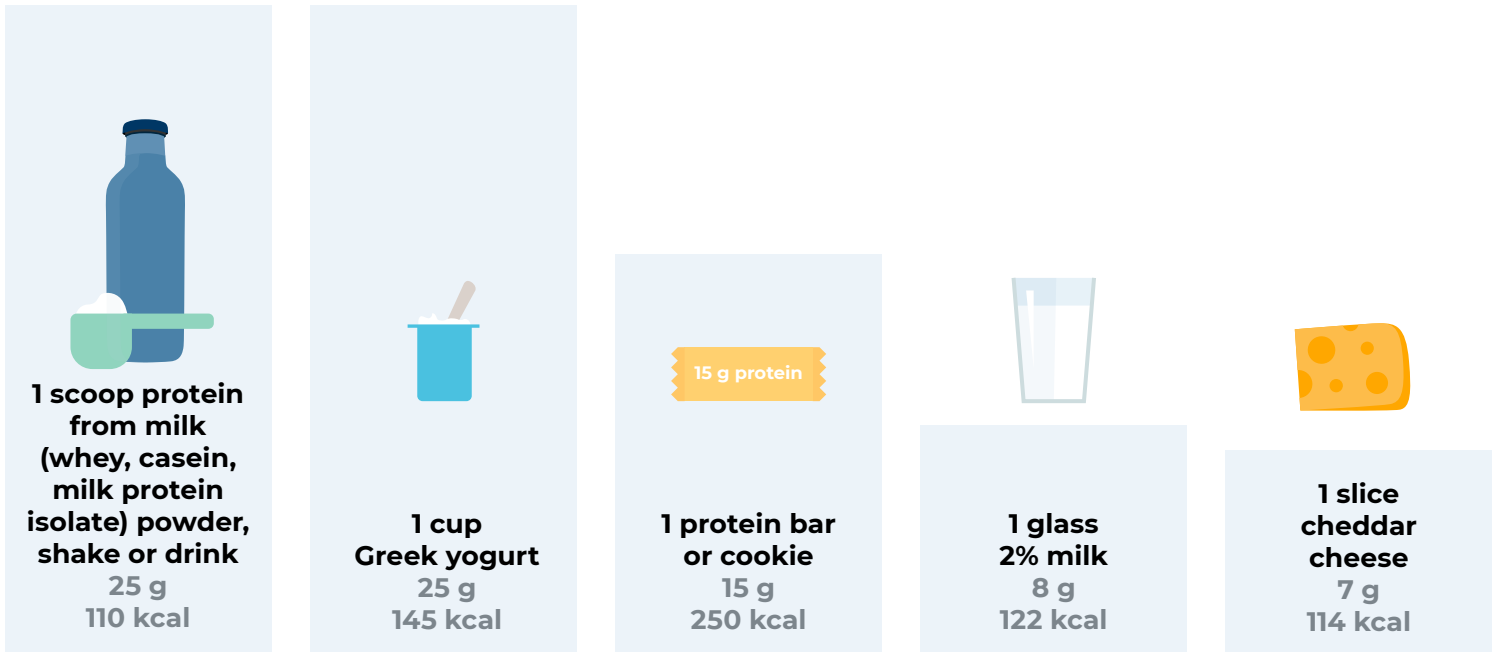 1 scoop protein
from milk
(whey, casein,
milk protein
isolate) powder,
shake or drink
25 g
110 kcal
1 cup
Greek yogurt
25 g
145 kcal
15 g protein
1 protein bar
or cookie
15 g
250 kcal
1 glass
2% milk
8 g
122 kcal
1 slice
cheddar
cheese
7 g
114 kcal